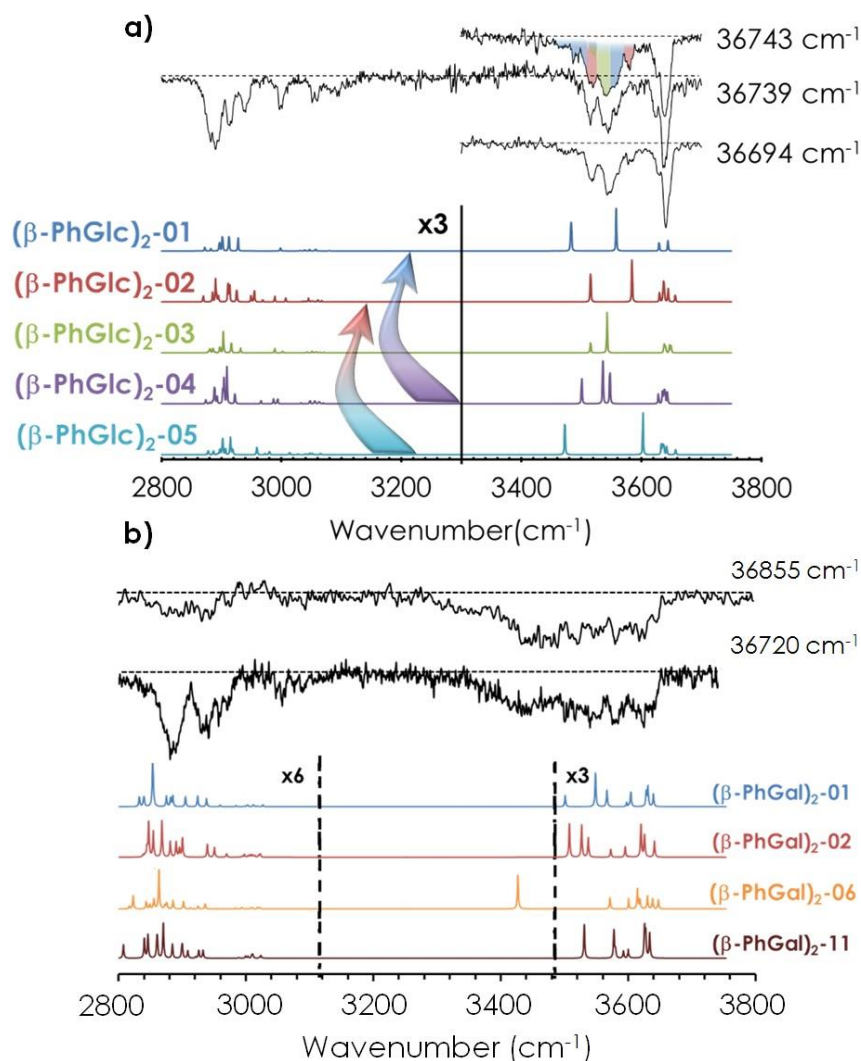 a)
36743 cm⁻¹
36739 cm⁻¹
36694 cm⁻¹
x3
(β-PhGlc)₂-01
(β-PhGlc)₂-02
(β-PhGlc)₂-03
(β-PhGlc)₂-04
(β-PhGlc)₂-05
2800 3000 3200 3400 3600 3800
Wavenumber(cm⁻¹)
b)
36855 cm⁻¹
36720 cm⁻¹
x6 x3
(β-PhGal)₂-01
(β-PhGal)₂-02
(β-PhGal)₂-06
(β-PhGal)₂-11
2800 3000 3200 3400 3600 3800
Wavenumber (cm⁻¹)